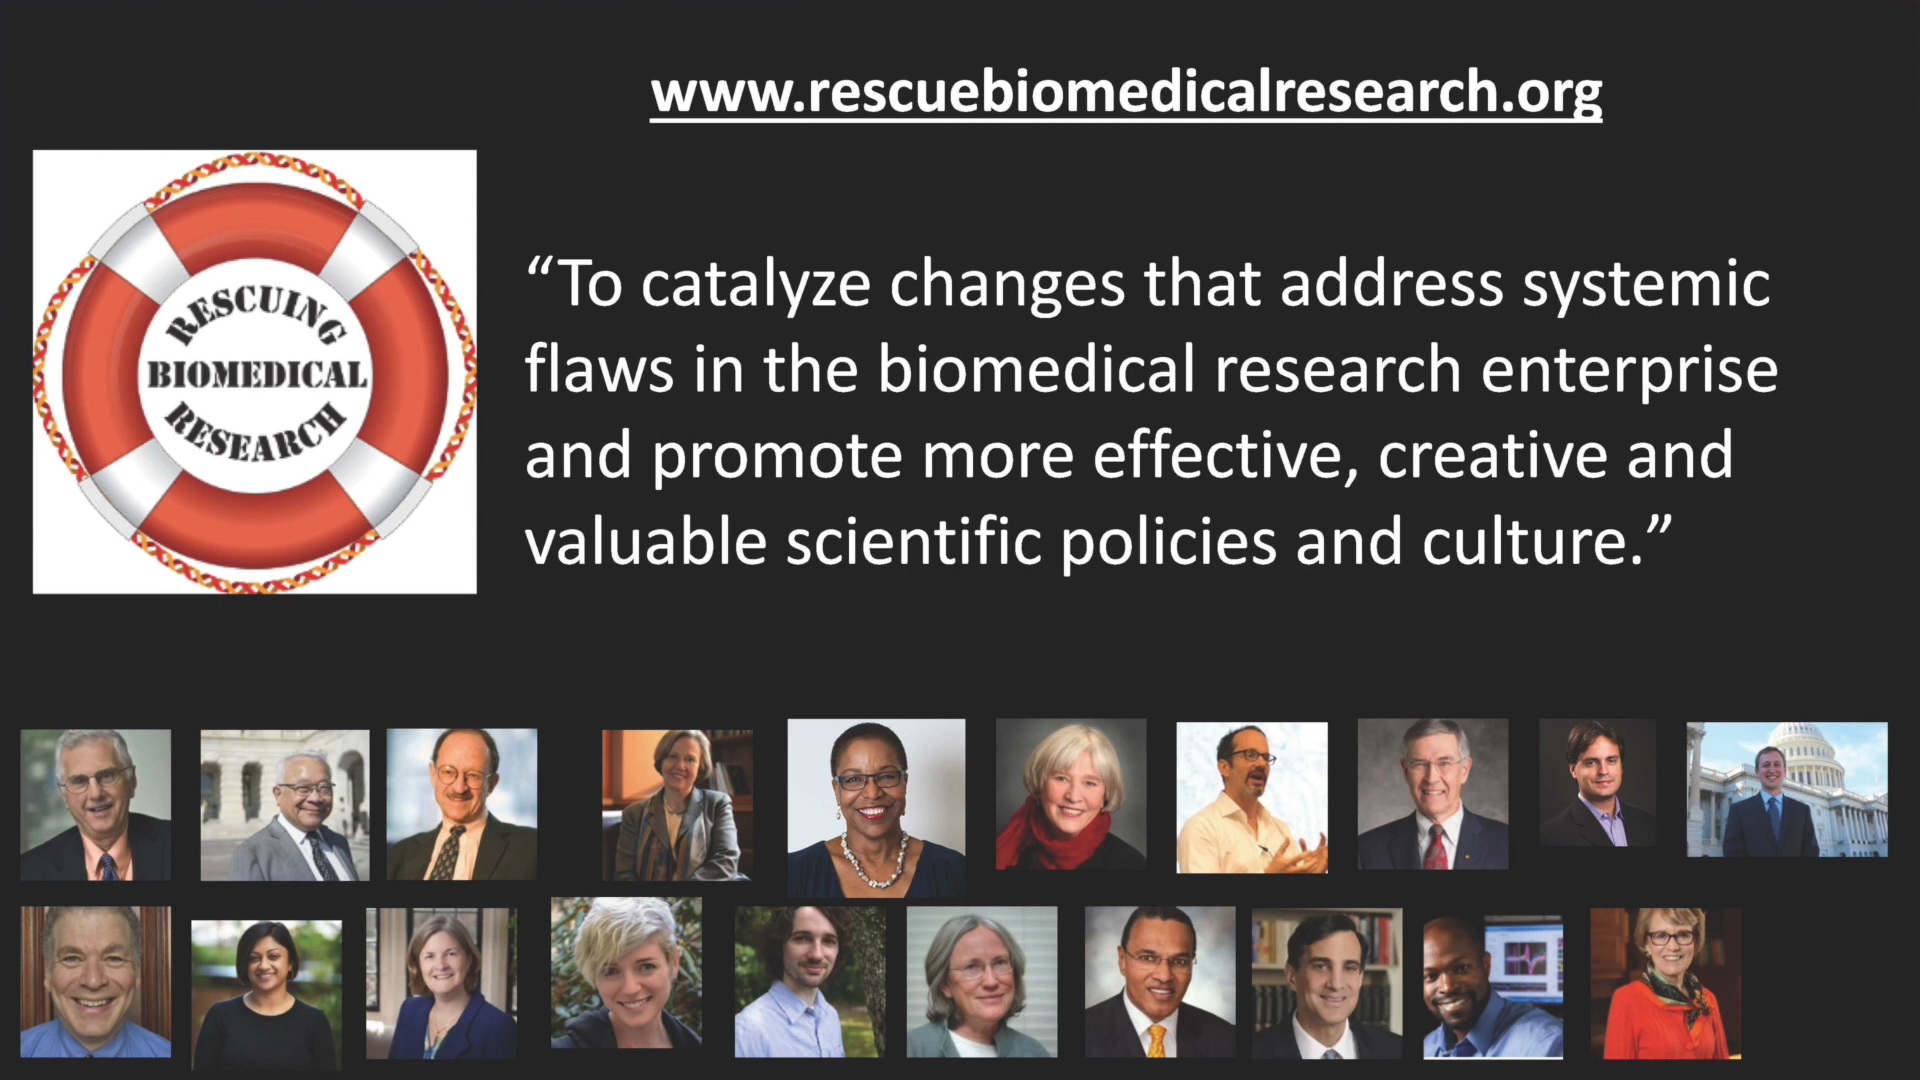 www.rescuebiomedicalresearch.org
RESCUING
BIOMEDICAL
RESEARCH
“To catalyze changes that address systemic
flaws in the biomedical research enterprise
and promote more effective, creative and
valuable scientific policies and culture.”